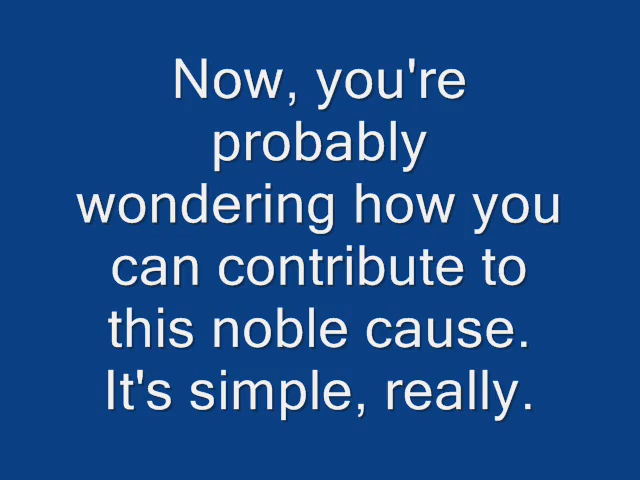 Now, you're
probably
wondering how you
can contribute to
this noble cause.
It's simple, really.